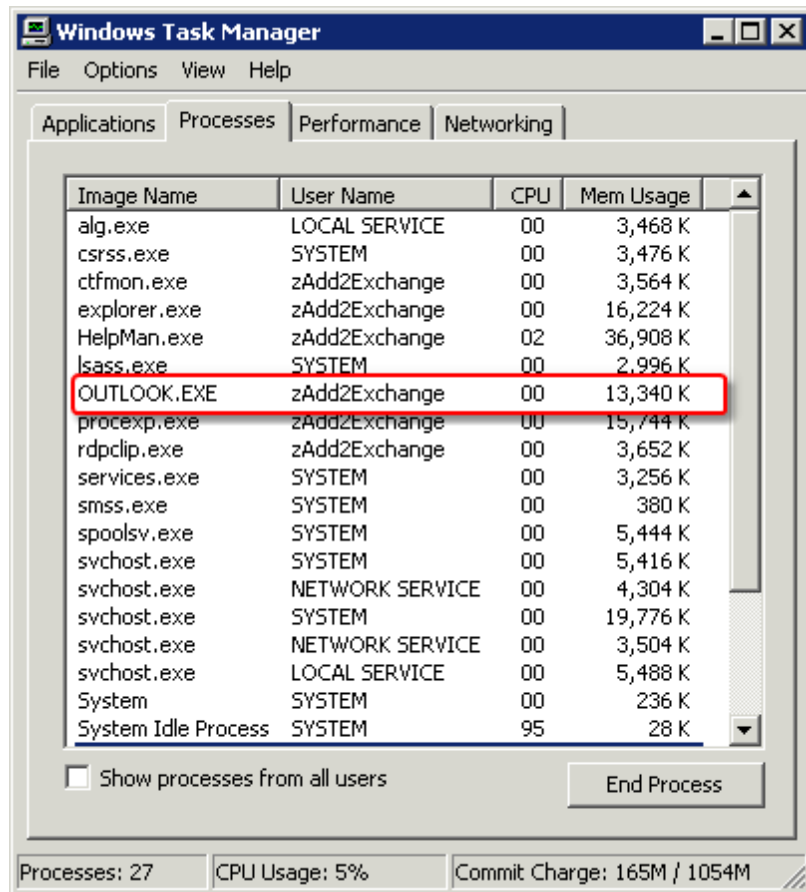 Windows Task Manager
File Options View Help
Applications Processes Performance Networking
Image Name User Name CPU Mem Usage
alg.exe LOCAL SERVICE 00 3,468 K
csrss.exe SYSTEM 00 3,476 K
ctfmon.exe zAdd2Exchange 00 3,564 K
explorer.exe zAdd2Exchange 00 16,224 K
HelpMan.exe zAdd2Exchange 02 36,908 K
lsass.exe SYSTEM 00 2,996 K
OUTLOOK.EXE zAdd2Exchange 00 13,340 K
procexp.exe zAdd2Exchange 00 15,744 K
rdpclip.exe zAdd2Exchange 00 3,652 K
services.exe SYSTEM 00 3,256 K
smss.exe SYSTEM 00 380 K
spoolsv.exe SYSTEM 00 5,444 K
svchost.exe SYSTEM 00 5,416 K
svchost.exe NETWORK SERVICE 00 4,304 K
svchost.exe SYSTEM 00 19,776 K
svchost.exe NETWORK SERVICE 00 3,504 K
svchost.exe LOCAL SERVICE 00 5,488 K
System SYSTEM 00 236 K
System Idle Process SYSTEM 95 28 K
Show processes from all users
End Process
Processes: 27 CPU Usage: 5% Commit Charge: 165M / 1054M